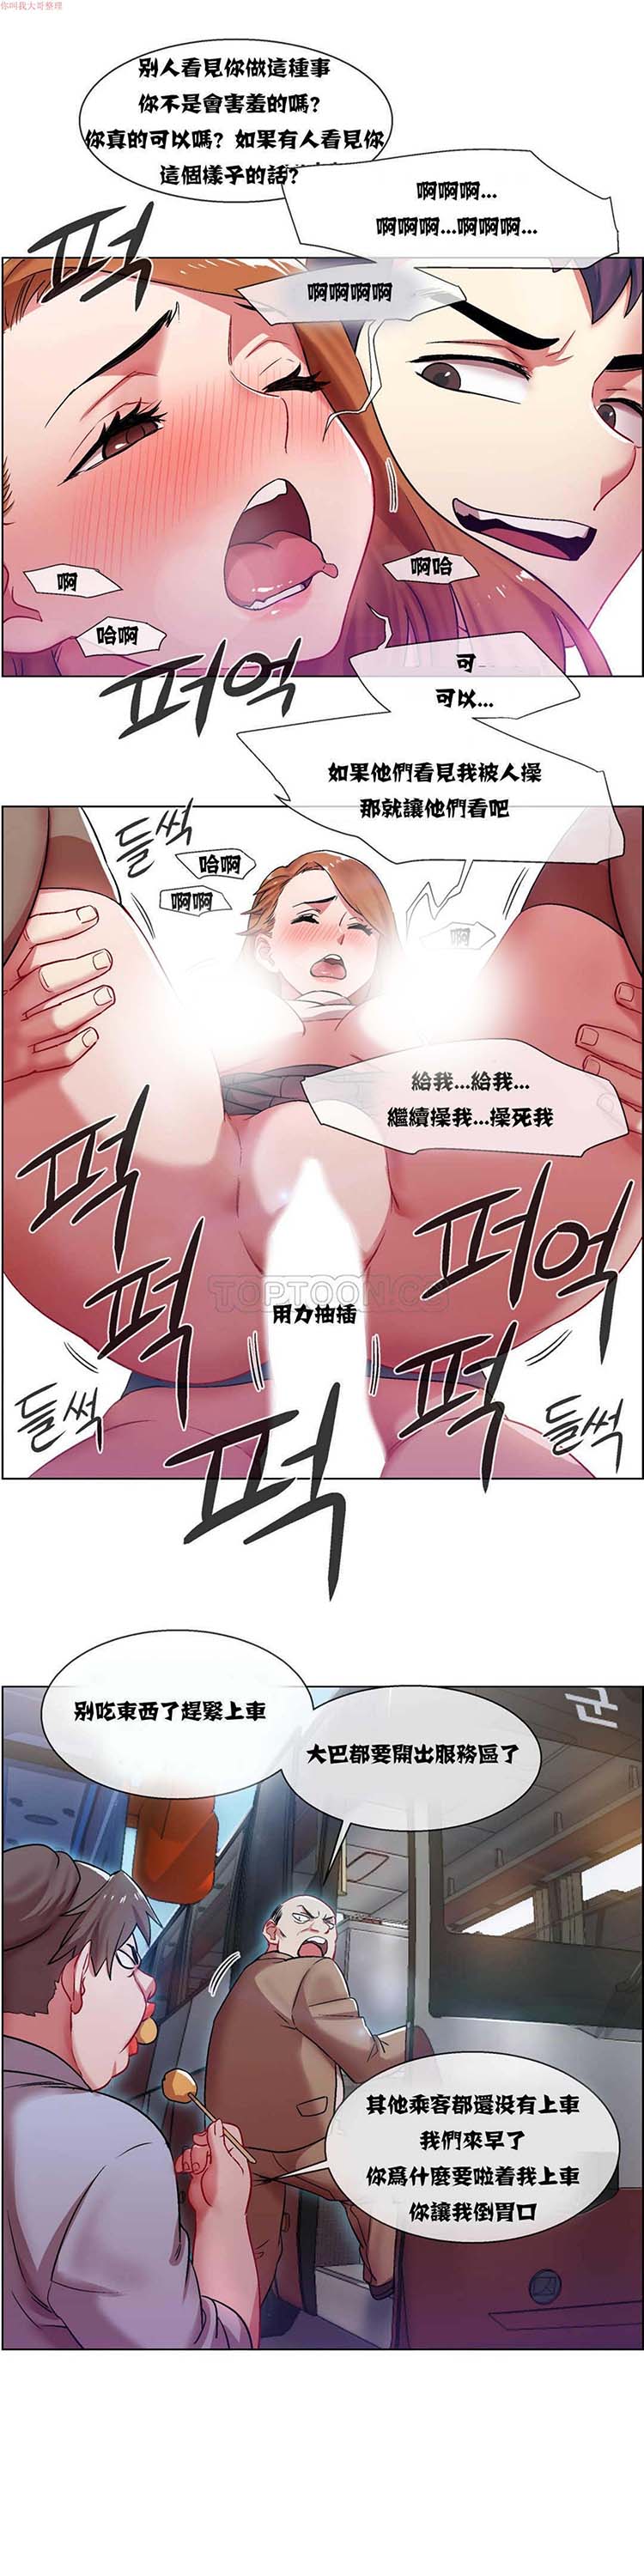 你叫我大哥整理
别人看見你做這種事
你不是會害羞的嗎?
你真的可以嗎? 如果有人看見你
這個樣子的話?
啊啊啊...
啊啊啊...啊啊啊...
啊啊啊啊
퍽
啊
哈啊
啊哈
퍼억
可
可以...
如果他們看見我被人操
那就讓他們看吧
들썩
哈啊
啊啊
啊
給我...給我...
繼續操我...操死我
퍽
퍼억
퍽
TOPTOON.CO
用力抽插
퍽
들썩
들썩
퍽
别吃東西了趕緊上車
大巴都要開出服務區了
군
其他乘客都還没有上車
我們來早了
你爲什麼要啦着我上車
你讓我倒胃口